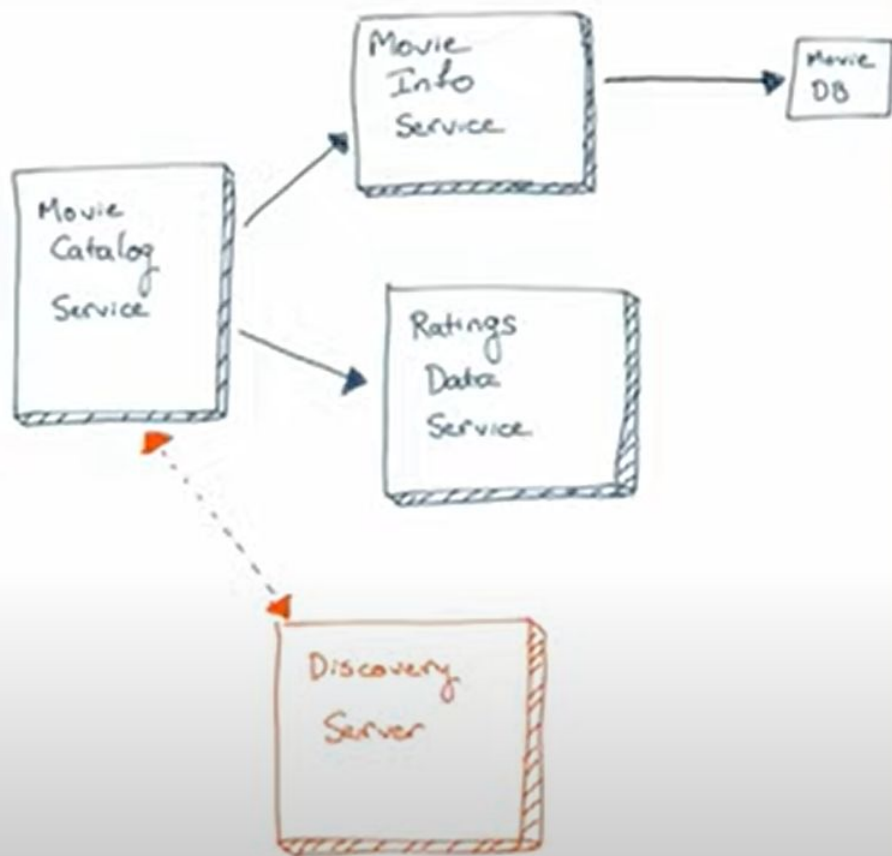 Movie
Info
Service
Movie
DB
Movie
Catalog
Service
Ratings
Data
Service
Discovery
Server